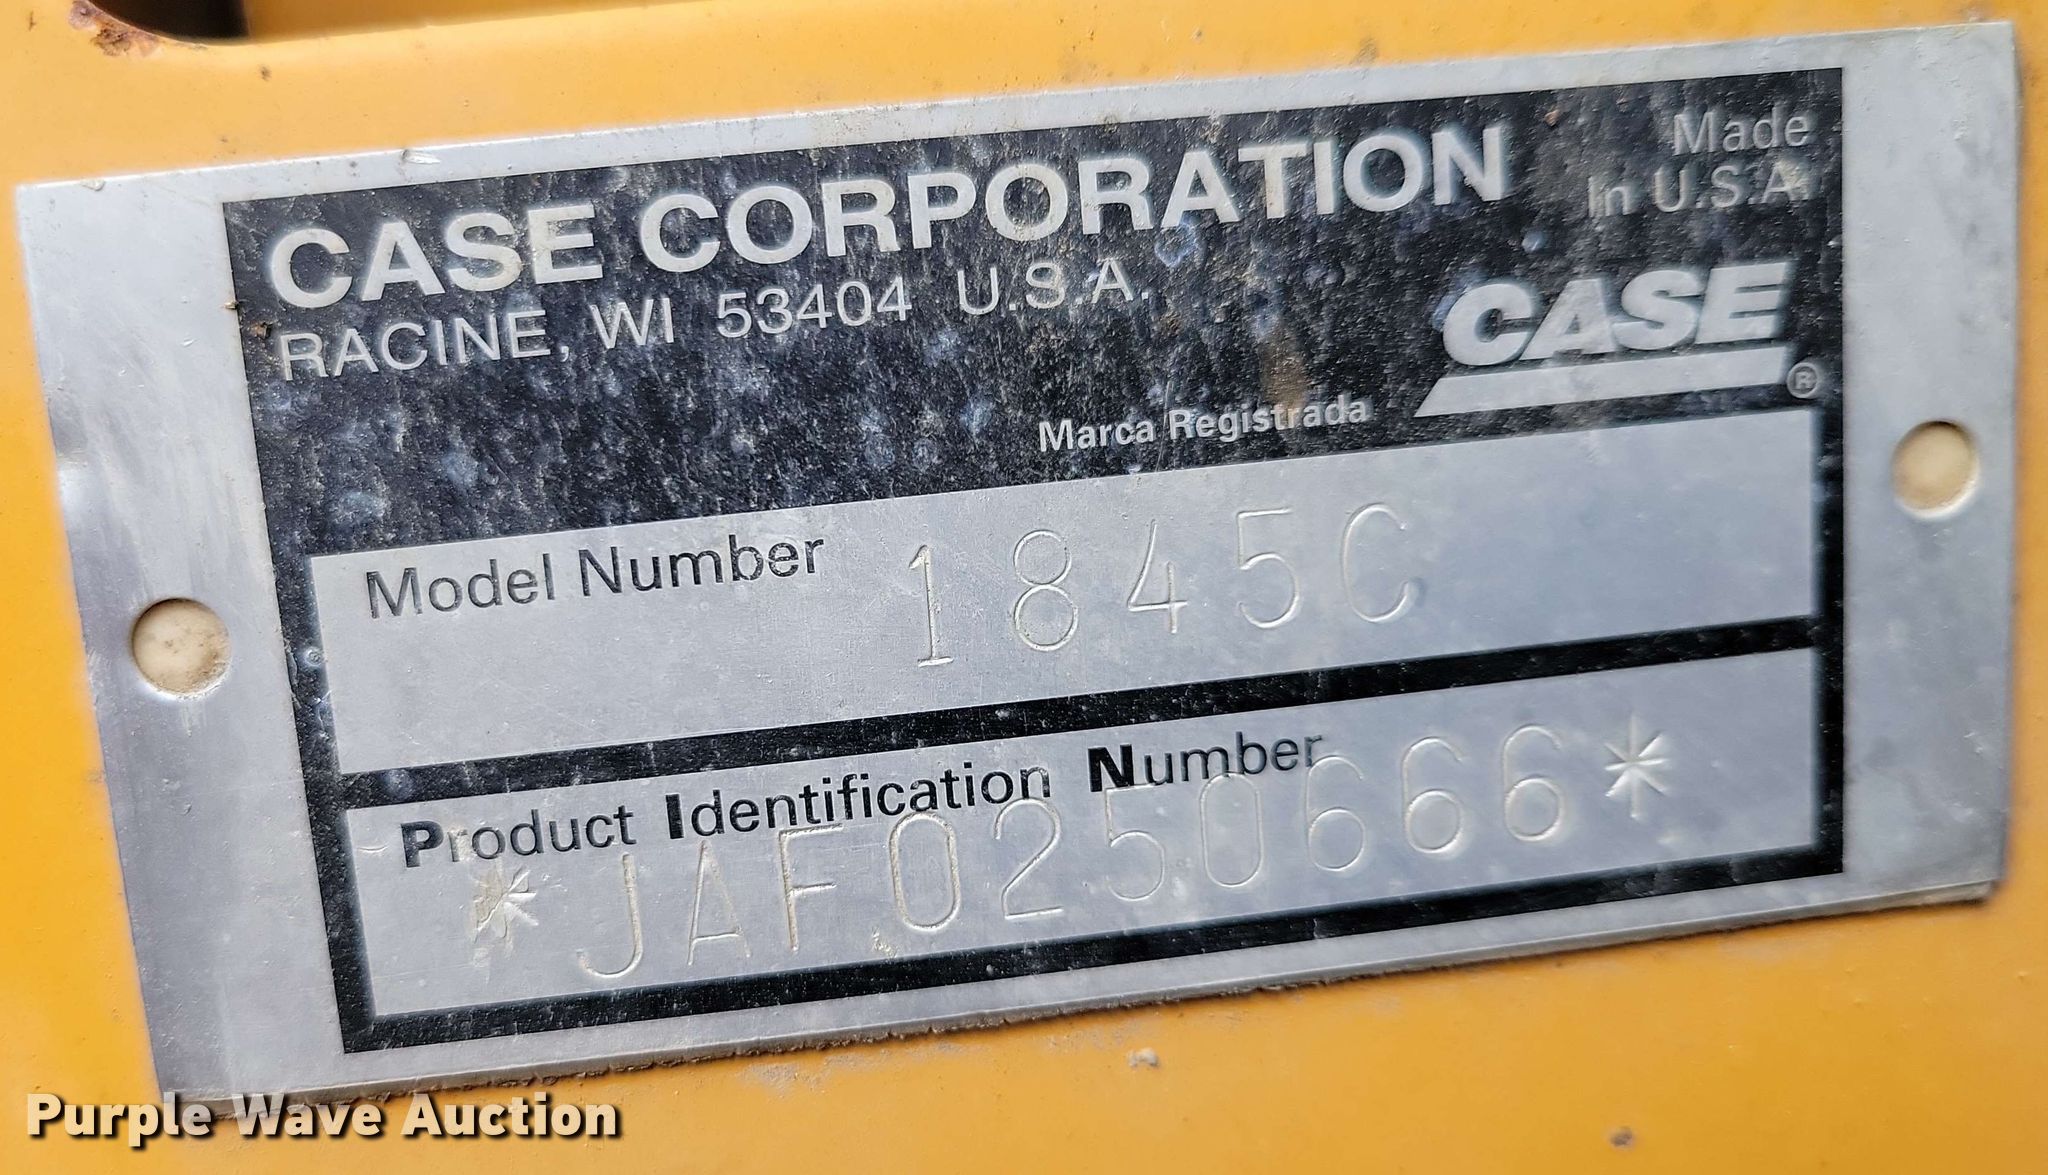 CASE CORPORATION
RACINE, WI 53404 U.S.A.
Made
In U.S.A.
CASE
®
Marca Registrada
Model Number 1845C
Product Identification Number
*JAF0250666*
Purple Wave Auction